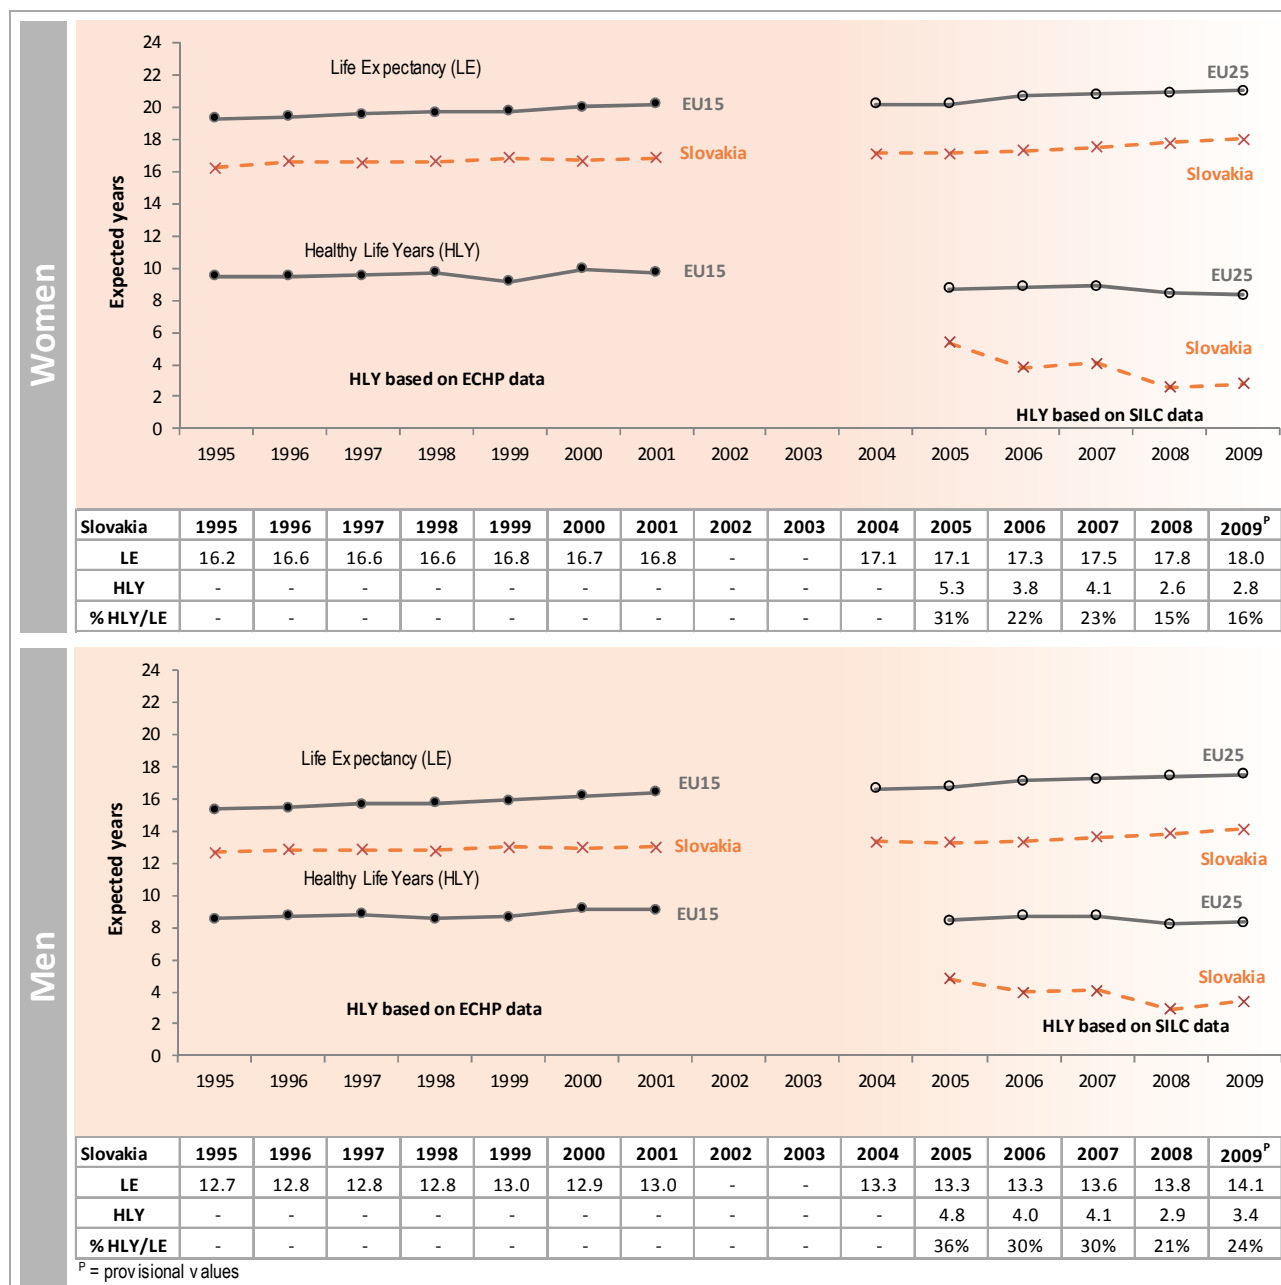 Women
24
22
20
18
16
14
12
10
8
6
4
2
0
Expected years
Life Expectancy (LE)
EU15
EU25
Slovakia
Slovakia
Healthy Life Years (HLY)
EU15
EU25
Slovakia
HLY based on ECHP data
HLY based on SILC data
1995 1996 1997 1998 1999 2000 2001 2002 2003 2004 2005 2006 2007 2008 2009
Slovakia 1995 1996 1997 1998 1999 2000 2001 2002 2003 2004 2005 2006 2007 2008 2009P
LE 16.2 16.6 16.6 16.6 16.8 16.7 16.8 - - 17.1 17.1 17.3 17.5 17.8 18.0
HLY - - - - - - - - - - 5.3 3.8 4.1 2.6 2.8
% HLY/LE - - - - - - - - - - 31% 22% 23% 15% 16%
Men
24
22
20
18
16
14
12
10
8
6
4
2
0
Expected years
Life Expectancy (LE)
EU15
EU25
Slovakia
Slovakia
Healthy Life Years (HLY)
EU15
EU25
Slovakia
HLY based on ECHP data
HLY based on SILC data
1995 1996 1997 1998 1999 2000 2001 2002 2003 2004 2005 2006 2007 2008 2009
Slovakia 1995 1996 1997 1998 1999 2000 2001 2002 2003 2004 2005 2006 2007 2008 2009P
LE 12.7 12.8 12.8 12.8 13.0 12.9 13.0 - - 13.3 13.3 13.3 13.6 13.8 14.1
HLY - - - - - - - - - - 4.8 4.0 4.1 2.9 3.4
% HLY/LE - - - - - - - - - - 36% 30% 30% 21% 24%
P = provisional values